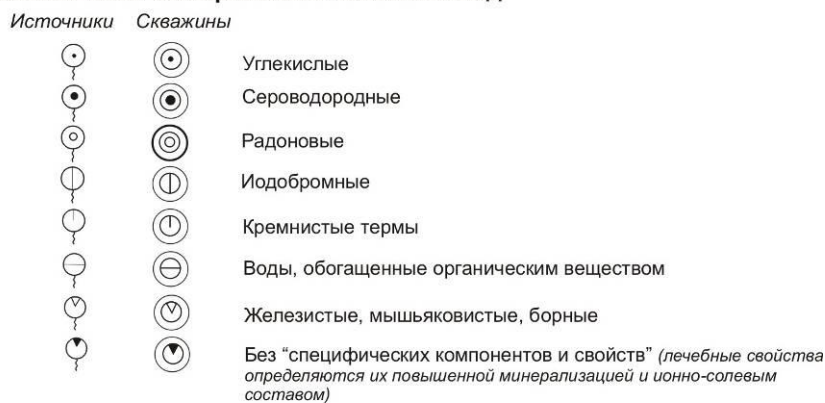 Источники Скважины
Углекислые
Сероводородные
Радоновые
Иодобромные
Кремнистые термы
Воды, обогащенные органическим веществом
Железистые, мышьяковистые, борные
Без “специфических компонентов и свойств” (лечебные свойства
определяются их повышенной минерализацией и ионно-солевым
составом)